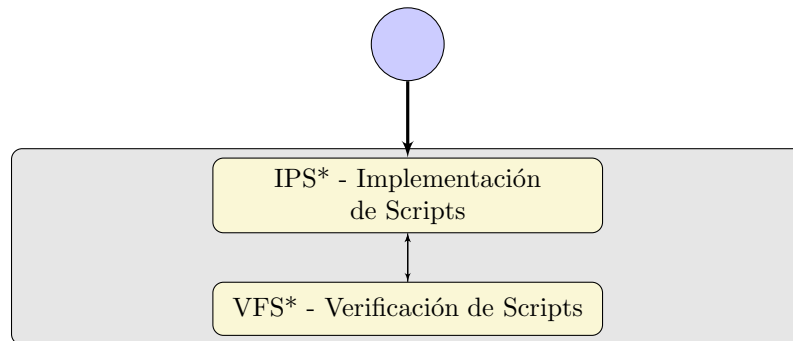 IPS* - Implementación
de Scripts
VFS* - Verificación de Scripts